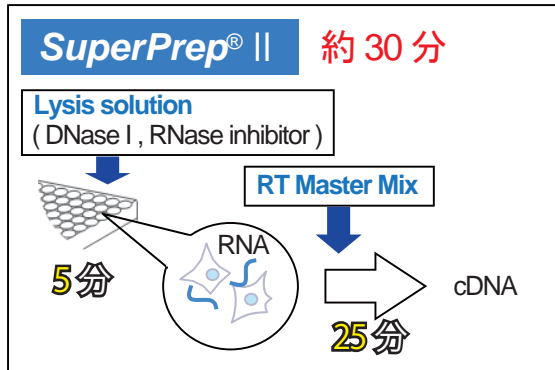 SuperPrep® II 約 30 分
Lysis solution
( DNase I , RNase inhibitor )
RT Master Mix
RNA
5分
cDNA
25分